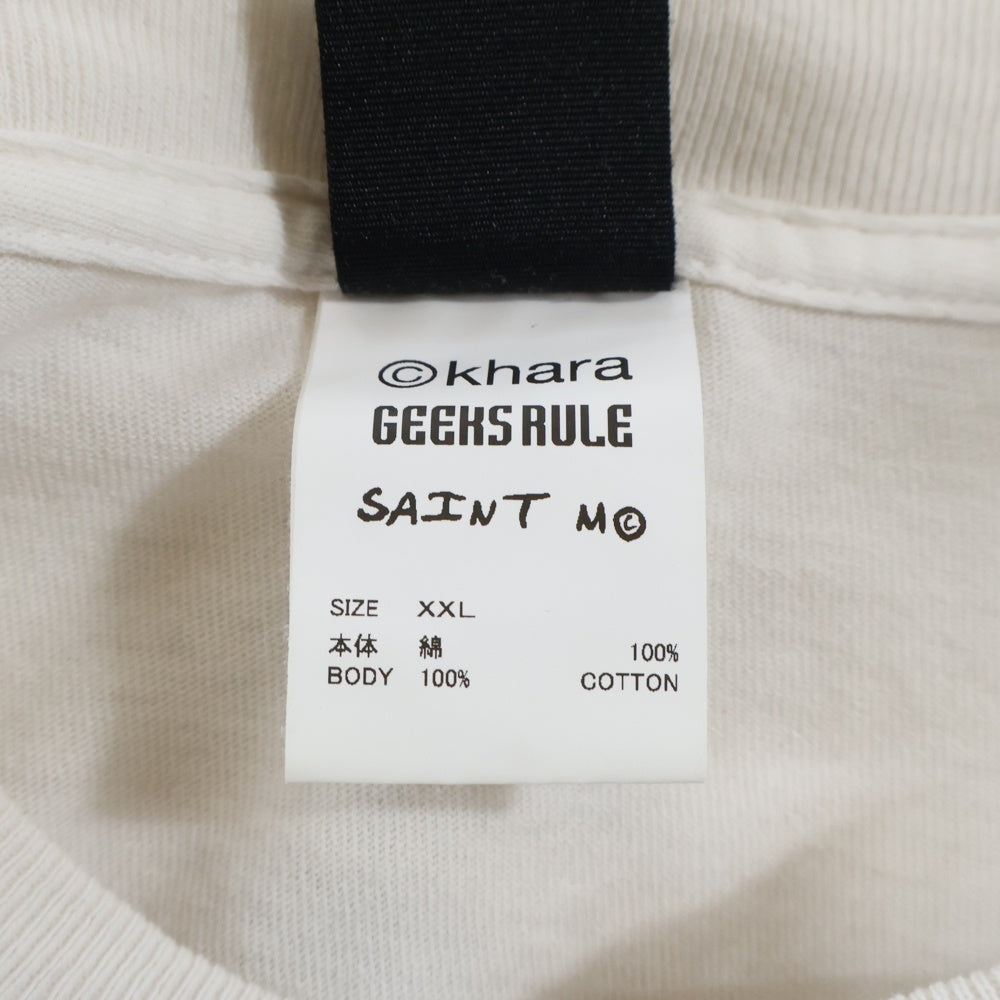 ©khara
GEEKS RULE
SAINT M©
SIZE XXL
本体 綿 100%
BODY 100% COTTON